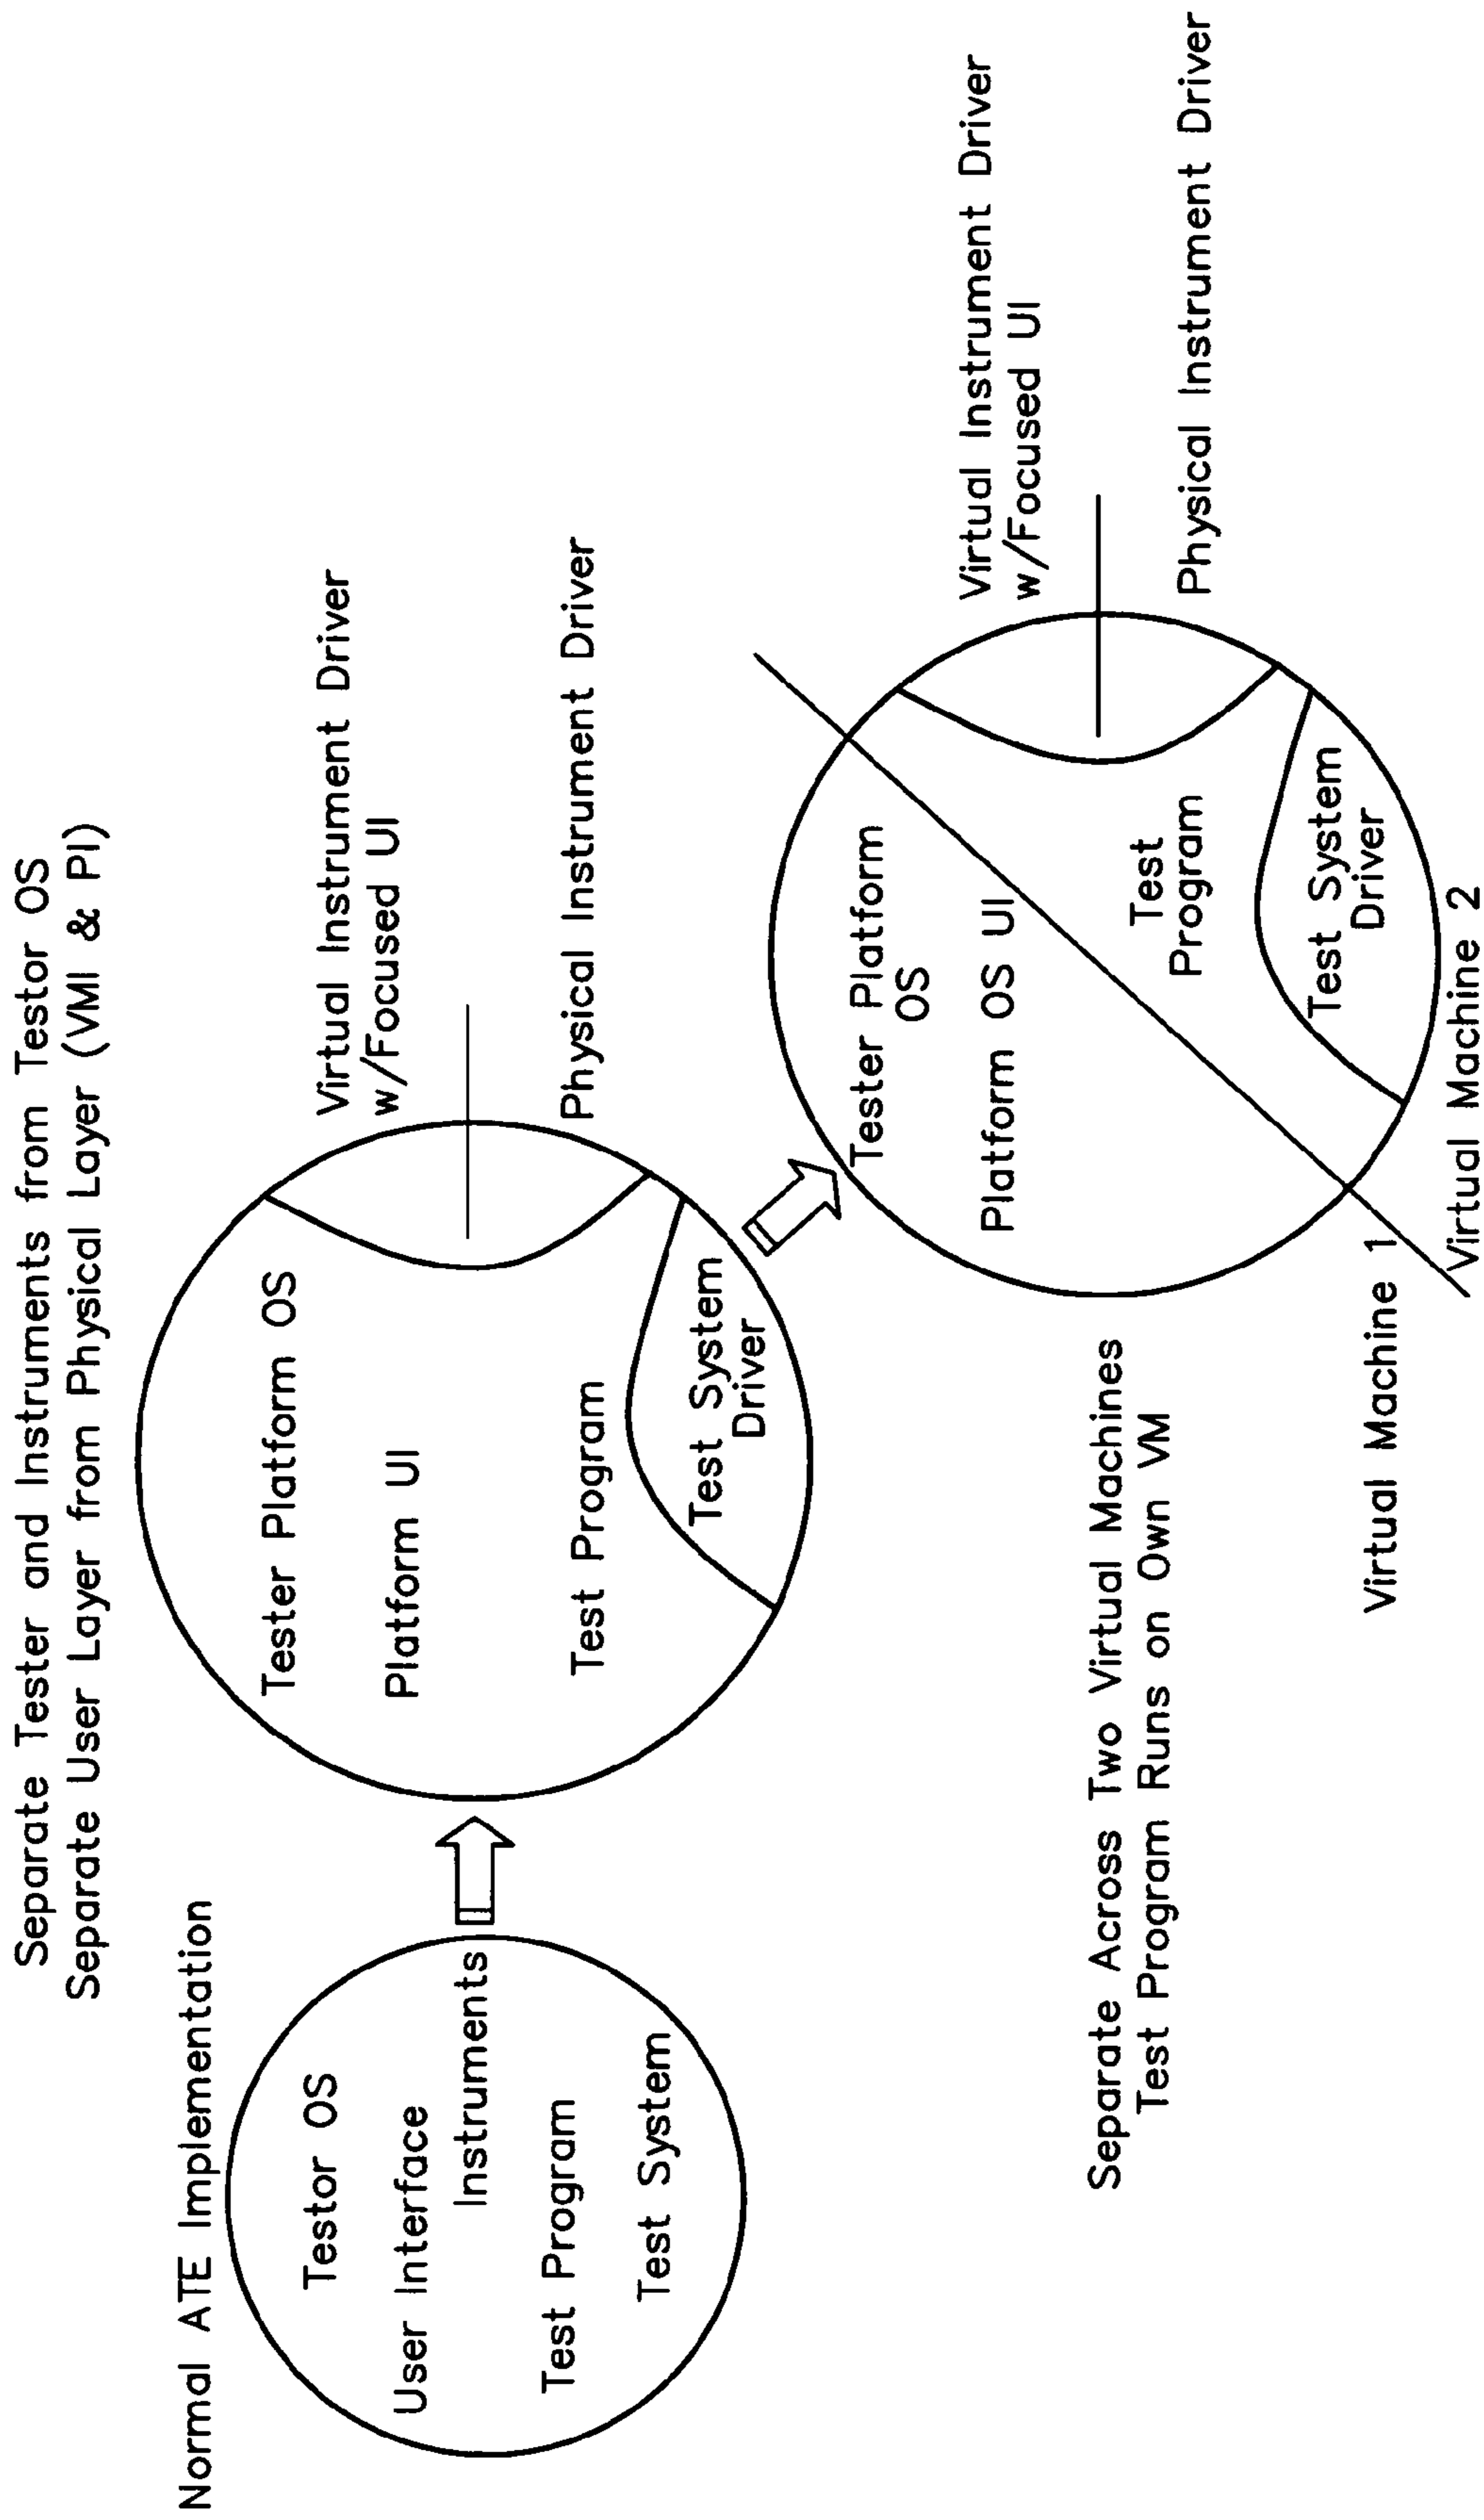 Separate Tester and Instruments from Testor OS
Separate User Layer from Physical Layer (VMI & PI)
Normal ATE Implementation
Testor OS
User Interface
Instruments
Test Program
Test System
Tester Platform OS
Platform UI
Test Program
Test System
Driver
Virtual Instrument Driver
w/Focused UI
Physical Instrument Driver
Separate Across Two Virtual Machines
Test Program Runs on Own VM
Tester Platform
OS
Platform OS UI
Test
Program
Test System
Driver
Virtual Instrument Driver
w/Focused UI
Physical Instrument Driver
Virtual Machine 1
Virtual Machine 2